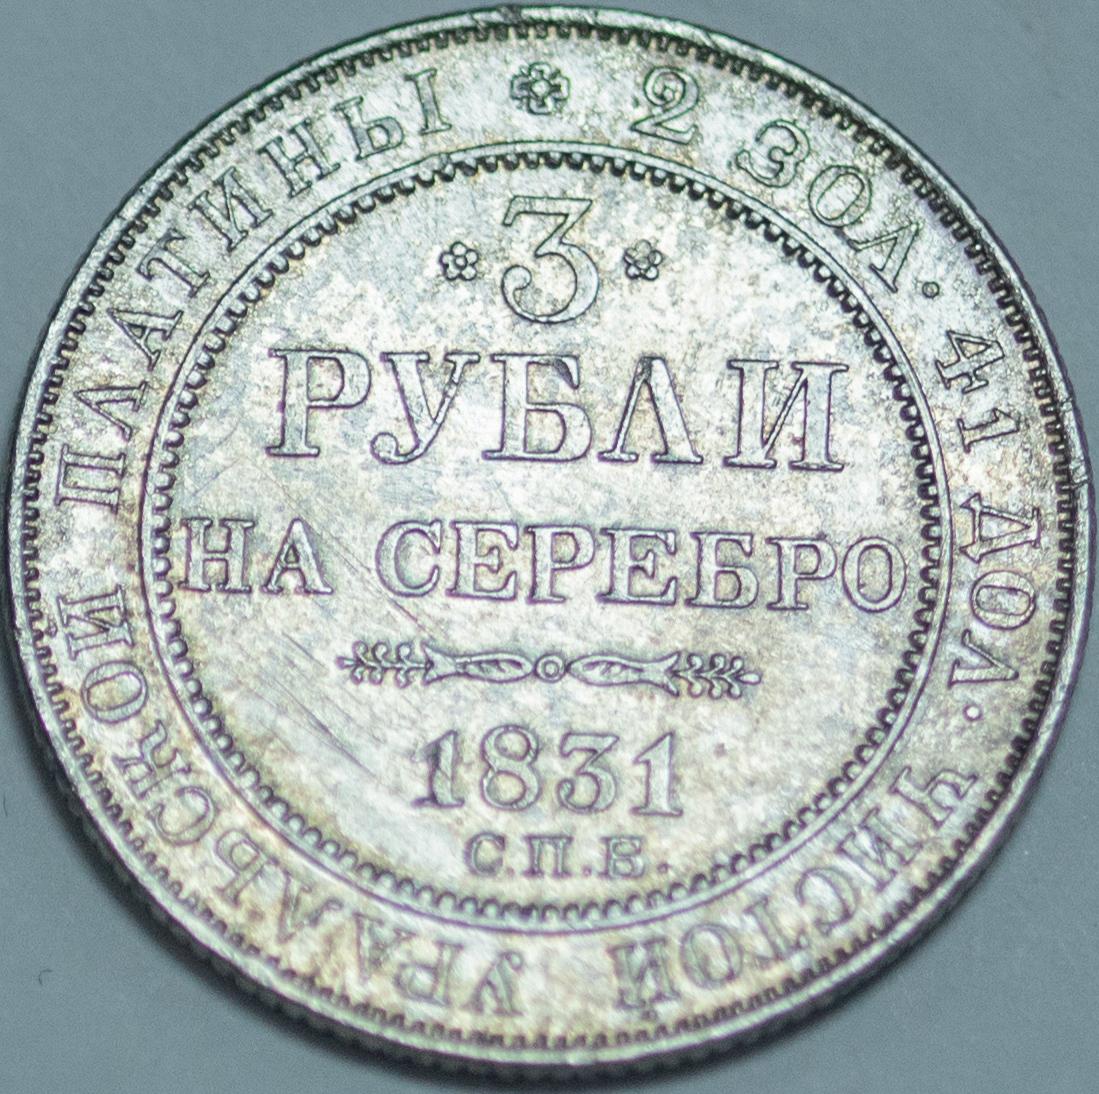 * 2 ЗОЛ. 41 ДОЛ. ЧИСТОЙ УРАЛЬСКОЙ ПЛАТИНЫ
* 3 *
РУБЛИ
НА СЕРЕБРО
1831
С.П.Б.